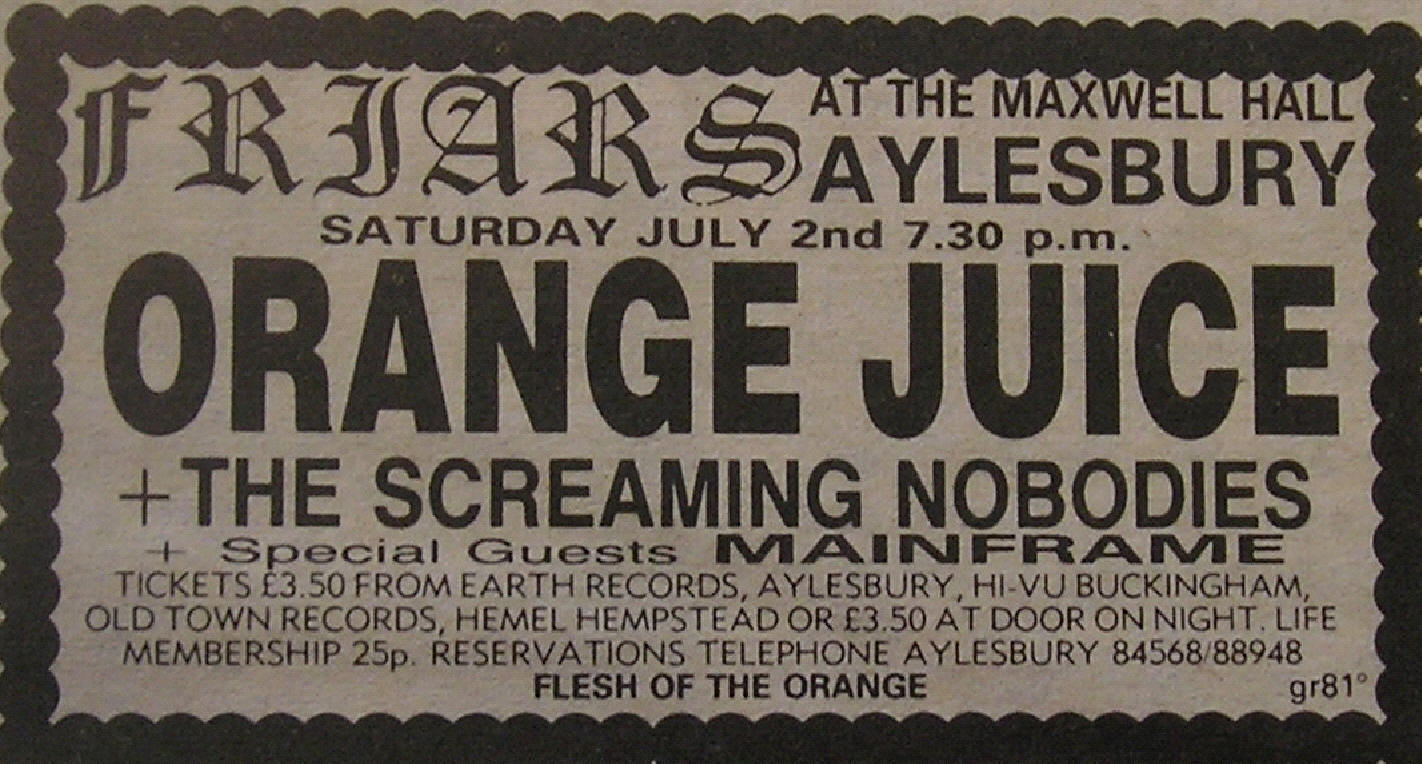 FRIARS AT THE MAXWELL HALL
AYLESBURY
SATURDAY JULY 2nd 7.30 p.m.
ORANGE JUICE
+ THE SCREAMING NOBODIES
+ Special Guests MAINFRAME
TICKETS £3.50 FROM EARTH RECORDS, AYLESBURY, HI-VU BUCKINGHAM,
OLD TOWN RECORDS, HEMEL HEMPSTEAD OR £3.50 AT DOOR ON NIGHT. LIFE
MEMBERSHIP 25p. RESERVATIONS TELEPHONE AYLESBURY 84568/88948
FLESH OF THE ORANGE
gr81°